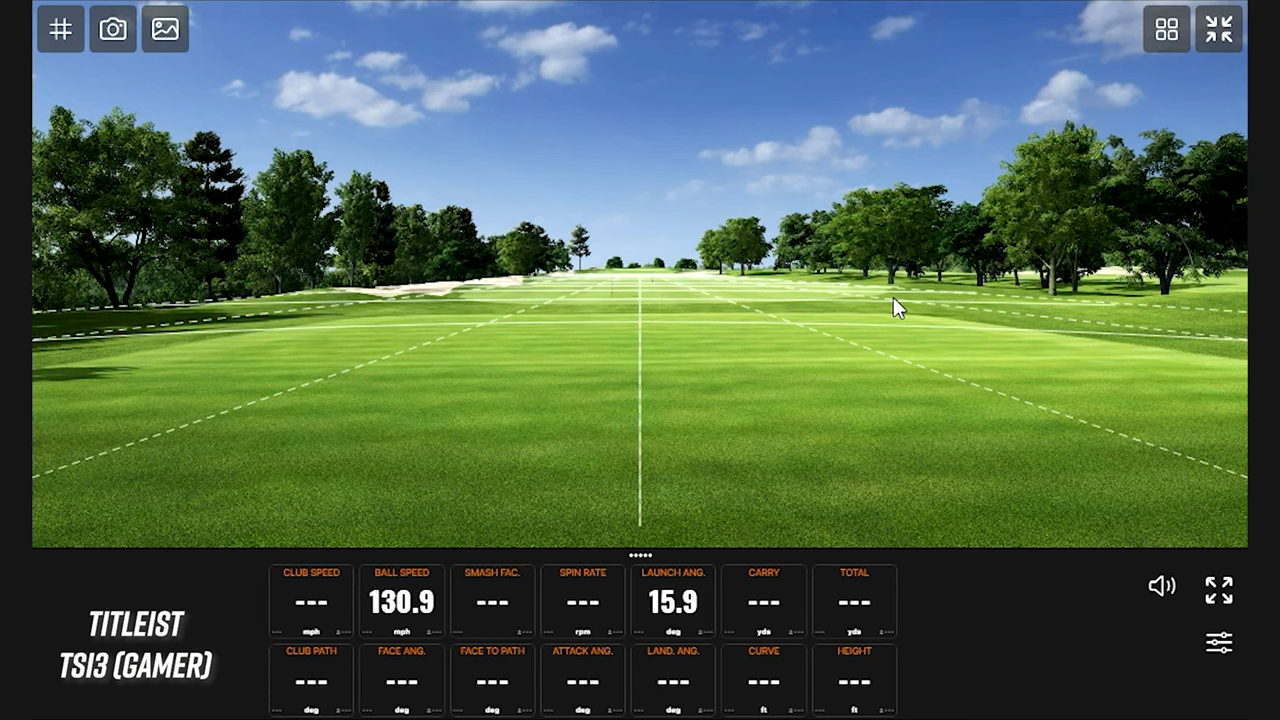 CLUB SPEED BALL SPEED SMASH FAC. SPIN RATE LAUNCH ANG. CARRY TOTAL
--- 130.9 --- --- 15.9 --- ---
mph mph rpm deg yds yds
TITLEIST
TSI3 (GAMER)
CLUB PATH FACE ANG. FACE TO PATH ATTACK ANG. LAND. ANG. CURVE HEIGHT
--- --- --- --- --- --- ---
deg deg deg deg deg ft ft